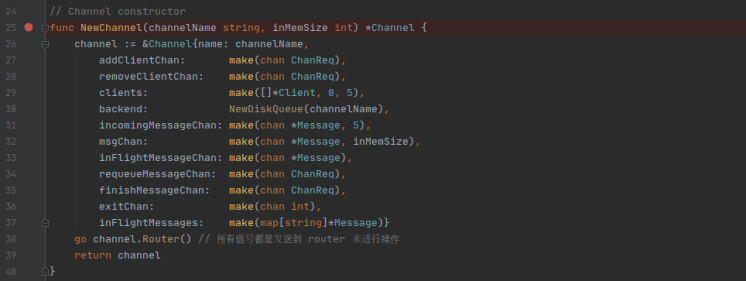 24 // Channel constructor
25 func NewChannel(channelName string, inMemSize int) *Channel {
26 channel := &Channel{name: channelName,
27 addClientChan: make(chan ChanReq),
28 removeClientChan: make(chan ChanReq),
29 clients: make([]*Client, 0, 5),
30 backend: NewDiskQueue(channelName),
31 incomingMessageChan: make(chan *Message, 5),
32 msgChan: make(chan *Message, inMemSize),
33 inFlightMessageChan: make(chan *Message),
34 requeueMessageChan: make(chan ChanReq),
35 finishMessageChan: make(chan ChanReq),
36 exitChan: make(chan int),
37 inFlightMessages: make(map[string]*Message)}
38 go channel.Router() // 所有信号都是发送到 router 来进行操作
39 return channel
40 }